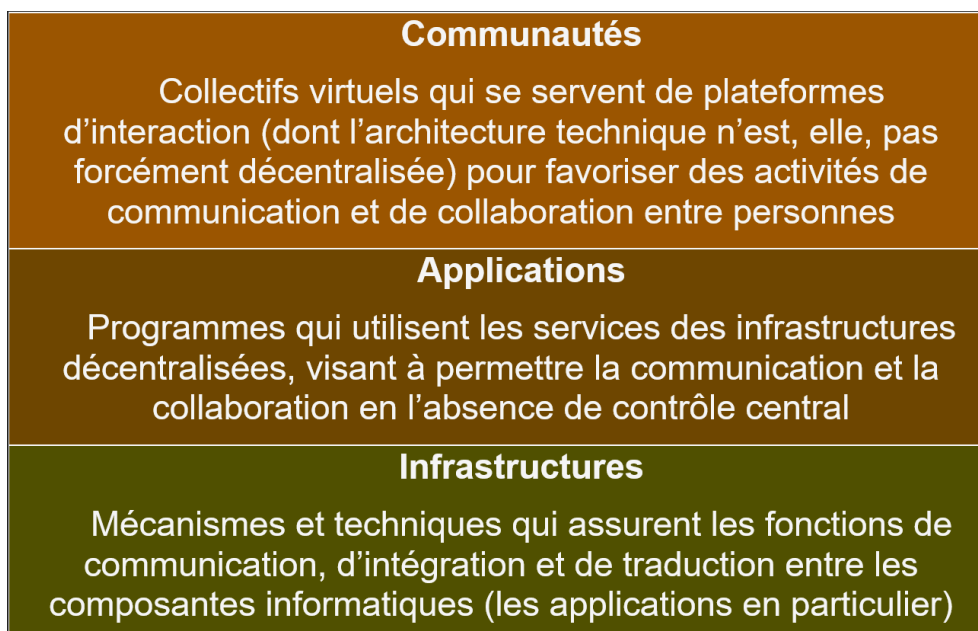 Communautés
Collectifs virtuels qui se servent de plateformes
d’interaction (dont l’architecture technique n’est, elle, pas
forcément décentralisée) pour favoriser des activités de
communication et de collaboration entre personnes
Applications
Programmes qui utilisent les services des infrastructures
décentralisées, visant à permettre la communication et la
collaboration en l’absence de contrôle central
Infrastructures
Mécanismes et techniques qui assurent les fonctions de
communication, d’intégration et de traduction entre les
composantes informatiques (les applications en particulier)